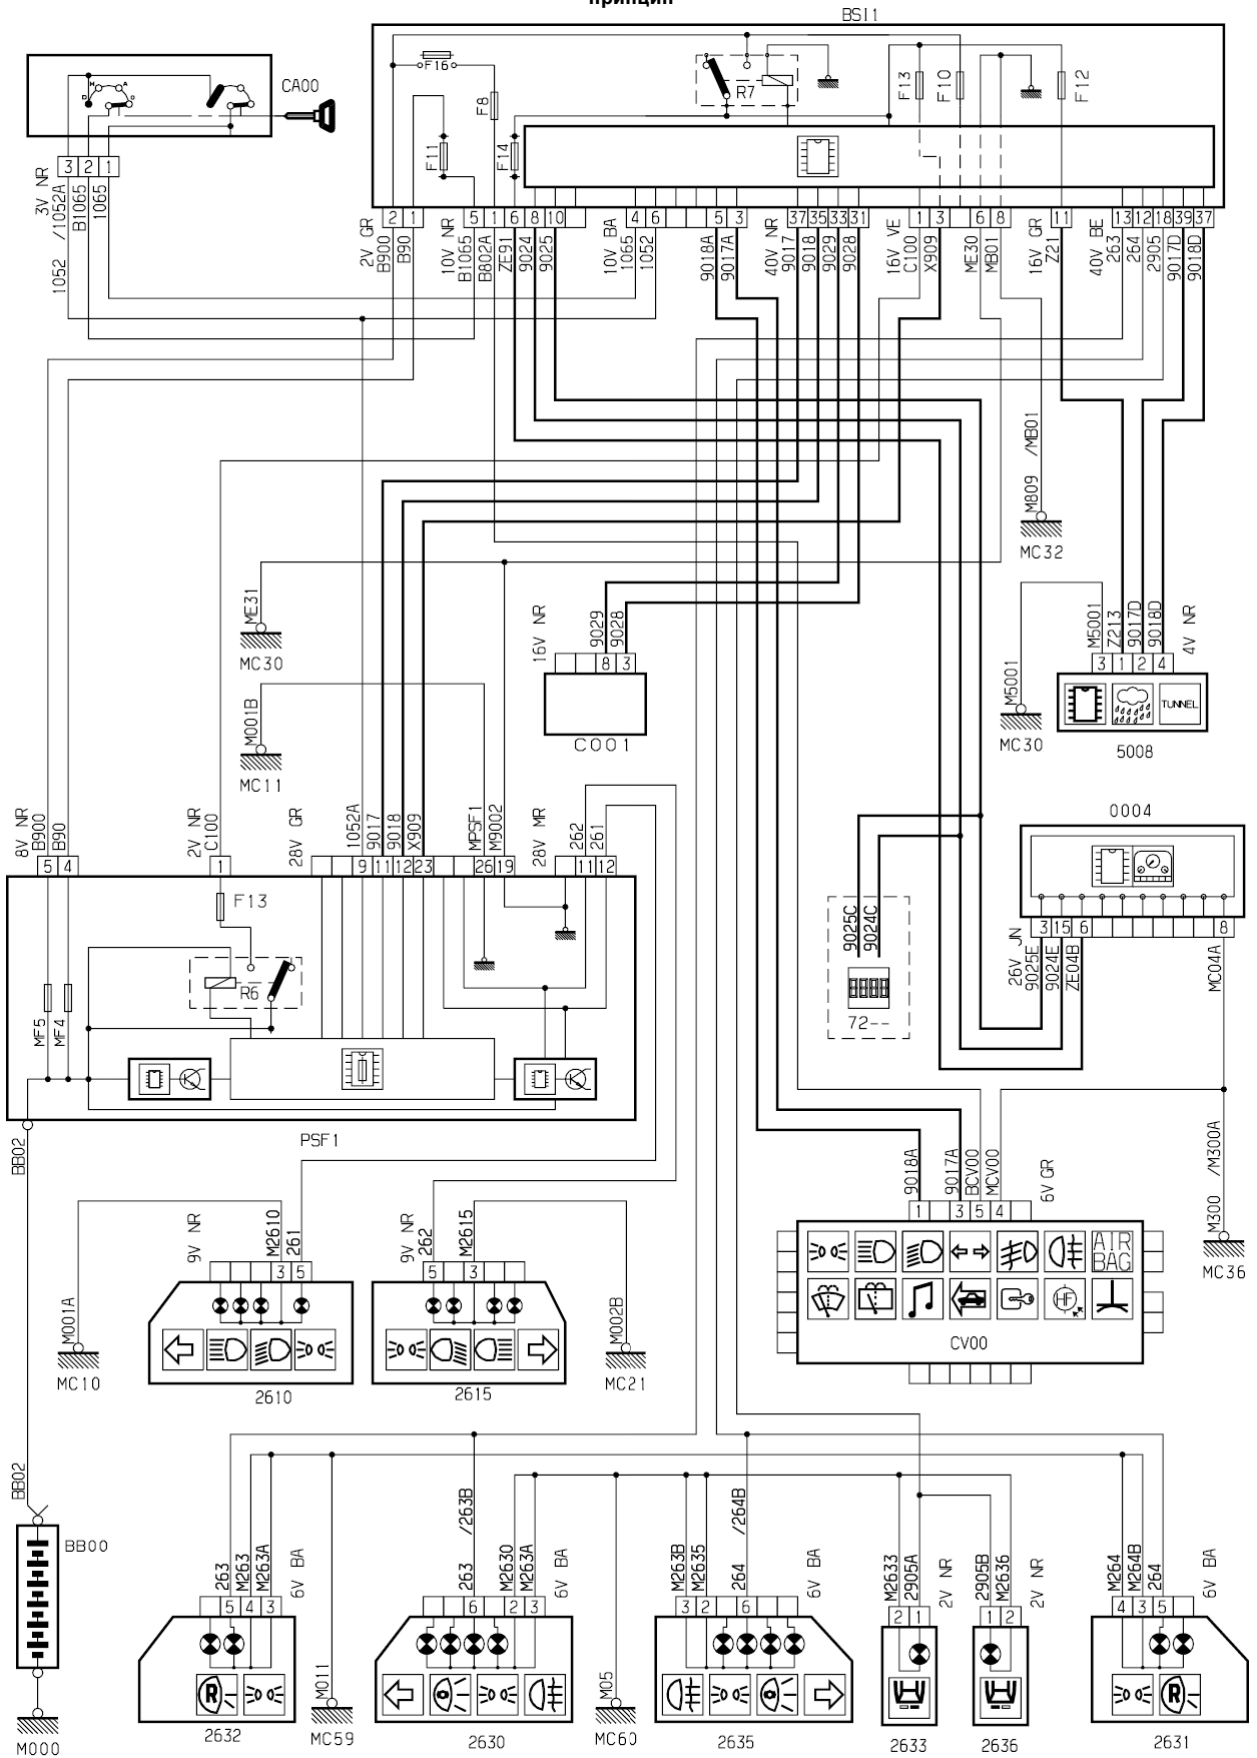 принцип
BSI1
CA00
F16
F8
F11
F14
R7
F13
F10
F12
3 2 1
3V NR
1052 /1052A
B1065
1065
2 1 5 1 6 8 10 4 6 5 3 37 35 33 31 1 3 6 8 11 13 12 18 39 37
2V GR
B900
B90
10V NR
B1065
B802A
ZE91
9024
9025
10V BA
1065
1052
9018A
9017A
40V NR
9017
9018
9029
9028
16V VE
C100
X909
ME30
MB01
16V GR
Z21
40V BE
263
264
2905
9017D
9018D
M809 /MB01
MC32
ME31
MC30
M001B
MC11
16V NR
9029
9028
8 3
C001
M5001
MC30
M5001
Z213
9017D
9018D
4V NR
3 1 2 4
TUNNEL
5008
0004
3 15 6 8
26V JN
9025E
9024E
ZE04B
MC04A
9025C
9024C
72--
8V NR
B900
B90
2V NR
C100
28V GR
1052A
9017
9018
X909
MPSF1
M9002
28V MR
262
261
5 4 1 9 11 12 23 26 19 11 12
F13
R6
MF5
MF4
PSF1
BB02
9018A
9017A
BCV00
MCV00
6V GR
1 3 5 4
AIR BAG
HF
CV00
M300 /M300A
MC36
M001A
MC10
9V NR
M2610
261
3 5
2610
9V NR
262
M2615
5 3
2615
M002B
MC21
BB02
BB00
M000
263
M263
M263A
6V BA
5 4 3
R
2632
M011
MC59
/263B
263
M2630
M263A
6V BA
6 2 3
2630
M05
MC60
M263B
M2635
/264B
264
6V BA
3 2 6
2635
M2633
2905A
2V NR
2 1
2633
2905B
M2636
2V NR
1 2
2636
M264
M264B
264
6V BA
4 3 5
R
2631